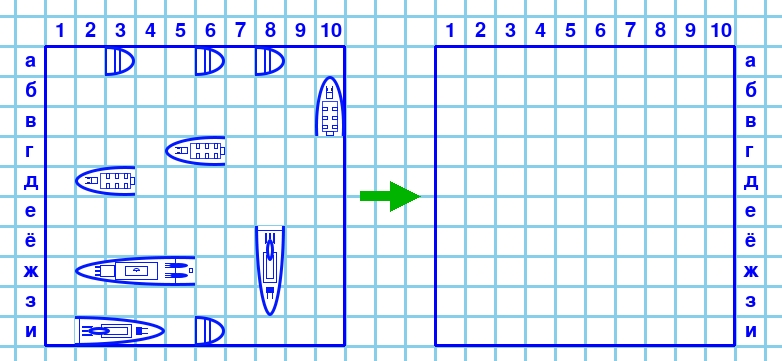 1 2 3 4 5 6 7 8 9 10 1 2 3 4 5 6 7 8 9 10
а а
б б
в в
г г
д д
е е
ё ё
ж ж
з з
и и